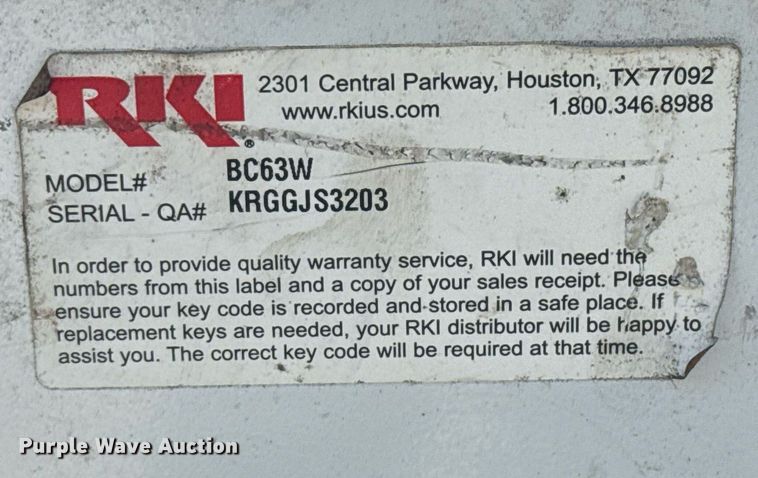 RKI®
2301 Central Parkway, Houston, TX 77092
www.rkius.com 1.800.346.8988
MODEL# BC63W
SERIAL - QA# KRGGJS3203
In order to provide quality warranty service, RKI will need the
numbers from this label and a copy of your sales receipt. Please
ensure your key code is recorded and stored in a safe place. If
replacement keys are needed, your RKI distributor will be happy to
assist you. The correct key code will be required at that time.
Purple Wave Auction